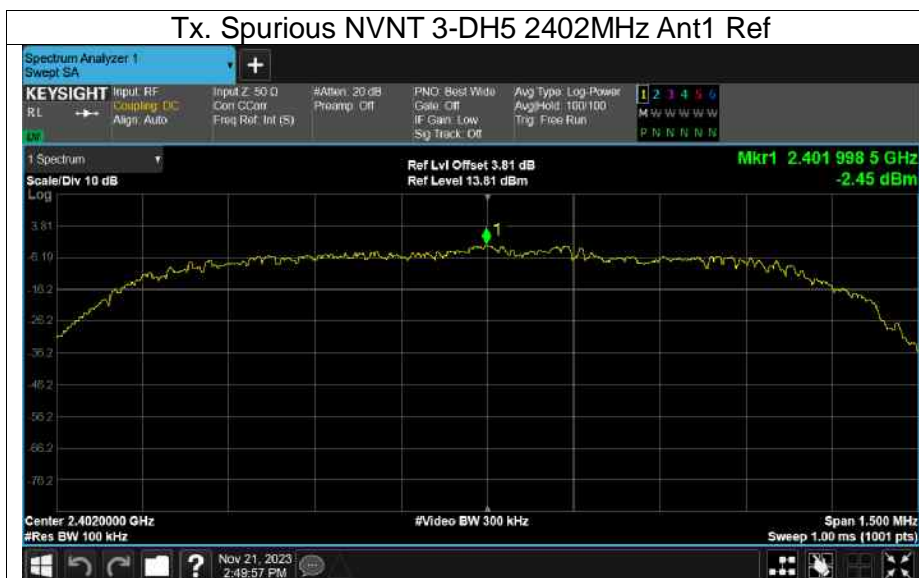 Tx. Spurious NVNT 3-DH5 2402MHz Ant1 Ref
Spectrum Analyzer 1
Swept SA
+
KEYSIGHT
RL
Input: RF
Coupling: DC
Align: Auto
Input Z: 50 Ω
Corr CCorr
Freq Ref: Int (S)
#Atten: 20 dB
Preamp: Off
PNO: Best Wide
Gate: Off
IF Gain: Low
Sig Track: Off
Avg Type: Log-Power
Avg|Hold: 100/100
Trig: Free Run
1 2 3 4 5 6
M W W W W W
P N N N N N
1 Spectrum
Scale/Div 10 dB
Log
Ref Lvl Offset 3.81 dB
Ref Level 13.81 dBm
Mkr1 2.401 998 5 GHz
-2.45 dBm
1
3.81
-6.19
-16.2
-26.2
-36.2
-46.2
-56.2
-66.2
-76.2
Center 2.4020000 GHz
#Res BW 100 kHz
#Video BW 300 kHz
Span 1.500 MHz
Sweep 1.00 ms (1001 pts)
?
Nov 21, 2023
2:49:57 PM